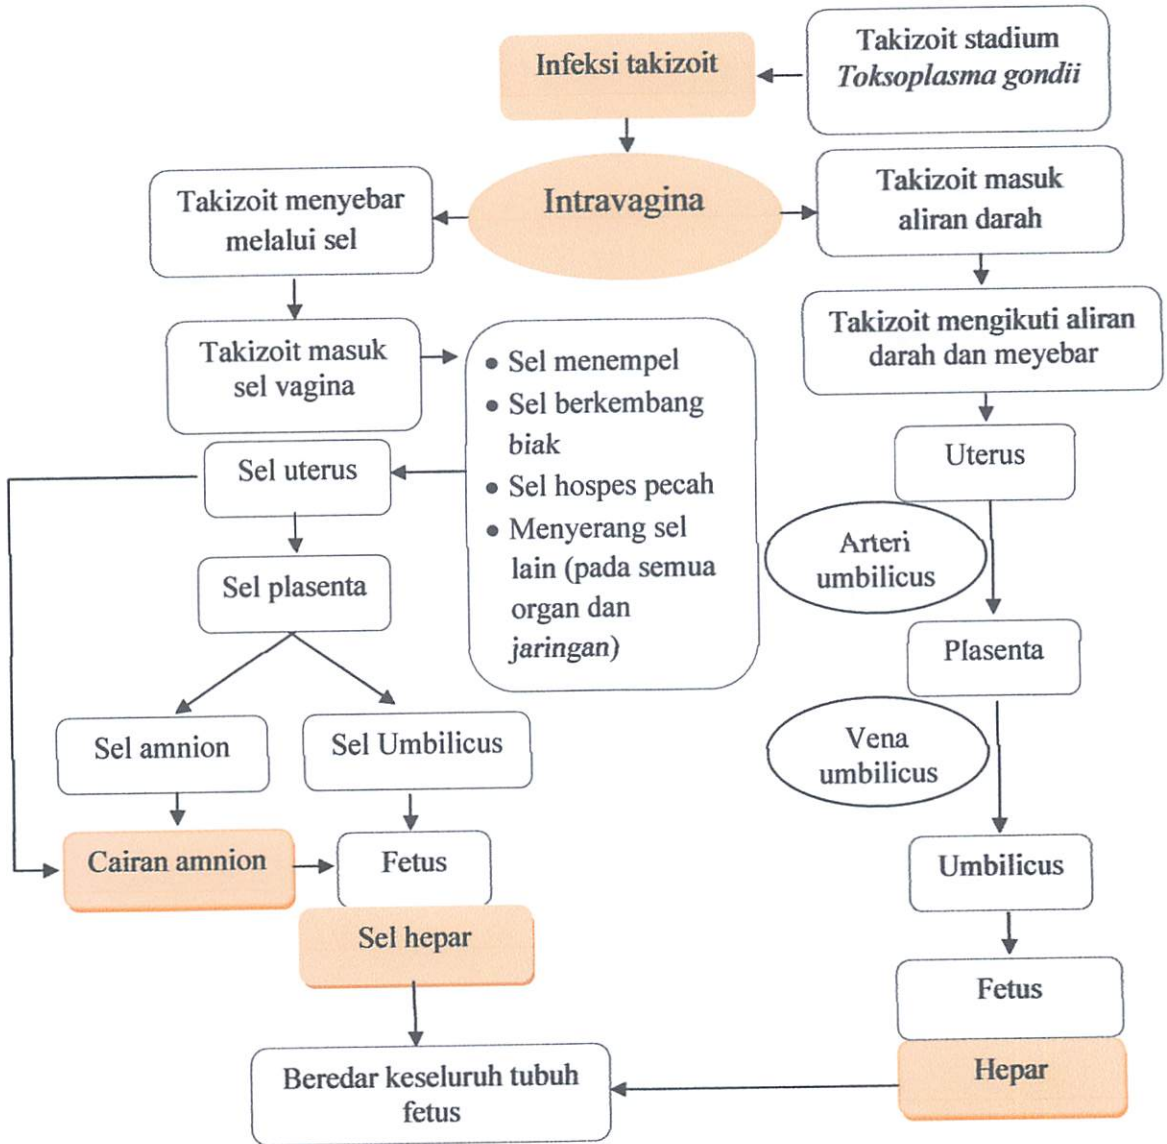 Takizoit stadium
Toksoplasma gondii
Infeksi takizoit
Intravagina
Takizoit menyebar
melalui sel
Takizoit masuk
aliran darah
Takizoit masuk
sel vagina
• Sel menempel
• Sel berkembang
biak
• Sel hospes pecah
• Menyerang sel
lain (pada semua
organ dan
jaringan)
Takizoit mengikuti aliran
darah dan meyebar
Sel uterus
Uterus
Sel plasenta
Arteri
umbilicus
Plasenta
Sel amnion
Sel Umbilicus
Vena
umbilicus
Cairan amnion
Fetus
Umbilicus
Sel hepar
Fetus
Hepar
Beredar keseluruh tubuh
fetus